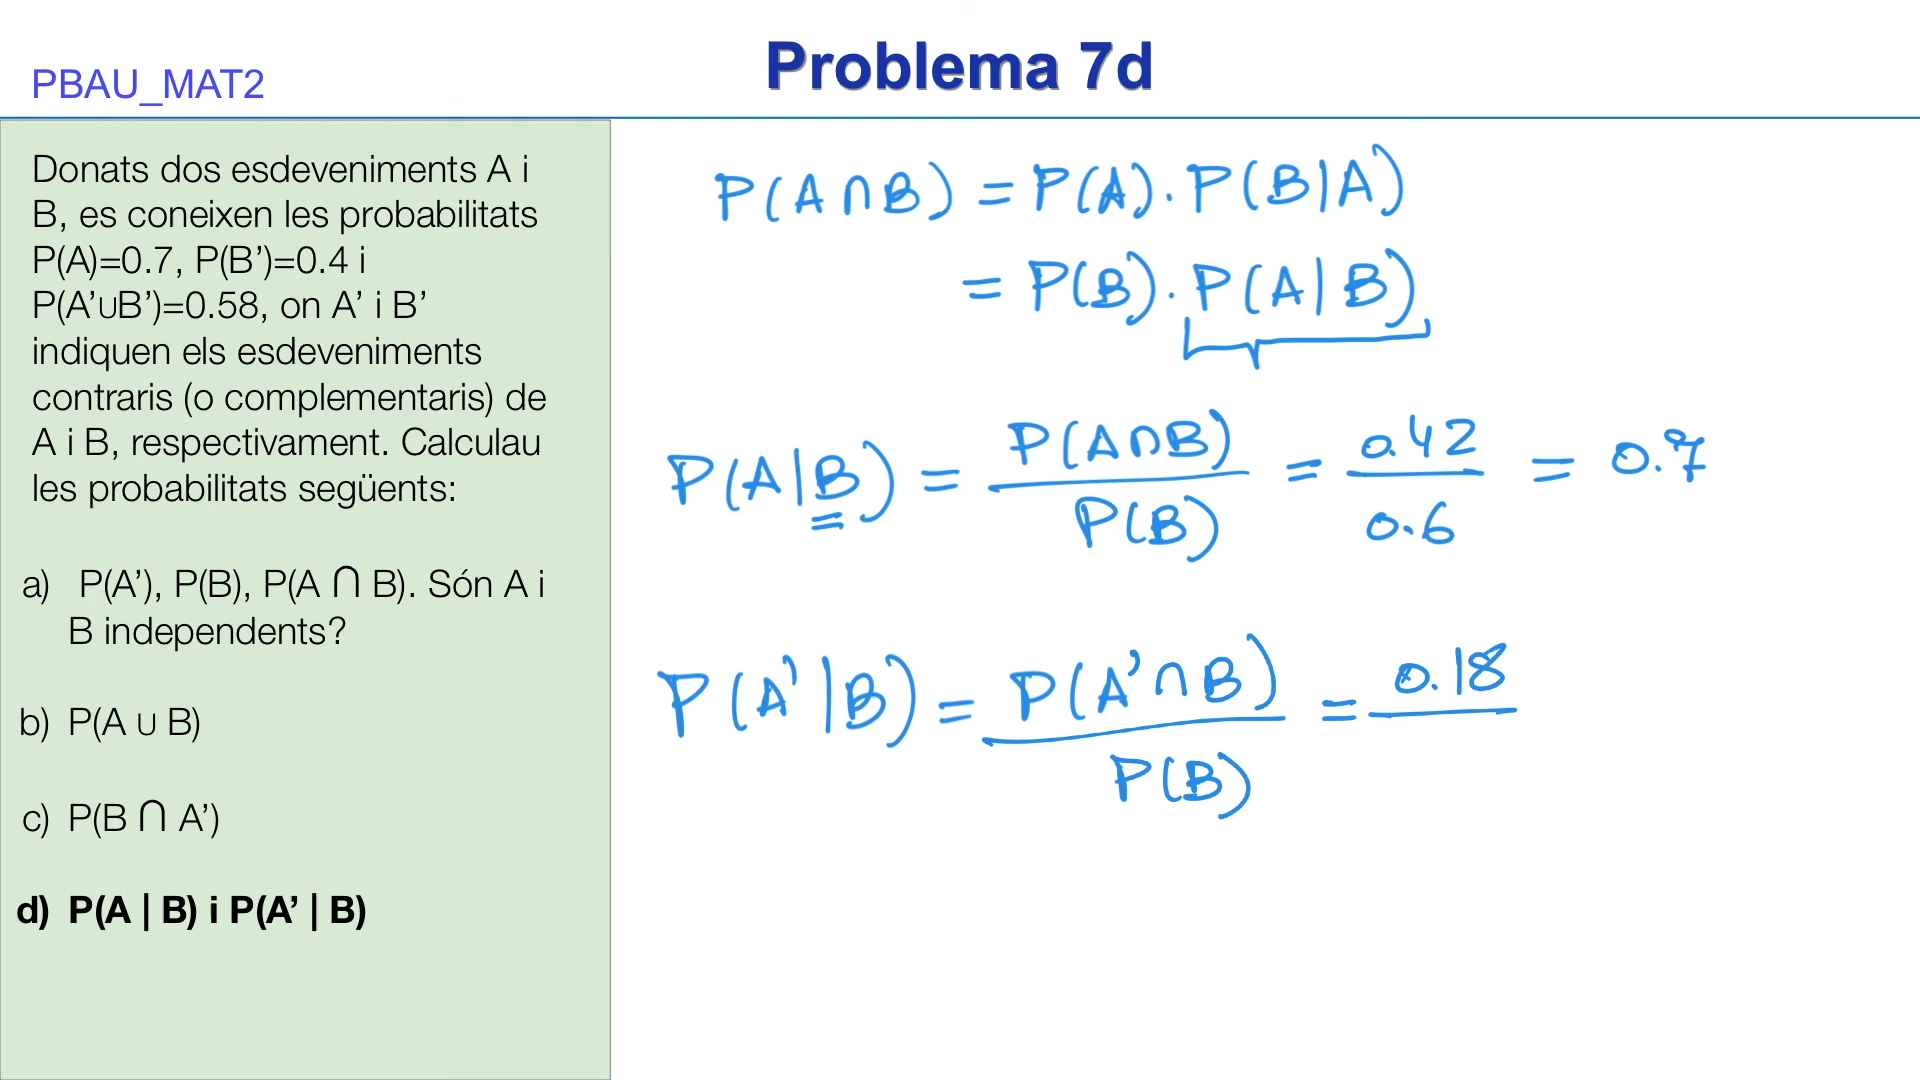 PBAU_MAT2
Problema 7d
Donats dos esdeveniments A i
B, es coneixen les probabilitats
P(A)=0.7, P(B’)=0.4 i
P(A’∪B’)=0.58, on A’ i B’
indiquen els esdeveniments
contraris (o complementaris) de
A i B, respectivament. Calculau
les probabilitats següents:
a) P(A’), P(B), P(A ∩ B). Són A i
B independents?
b) P(A ∪ B)
c) P(B ∩ A’)
d) P(A | B) i P(A’ | B)
P(A∩B) = P(A)·P(B|A)
= P(B)·P(A|B)
P(A|B) = P(A∩B) / P(B) = 0.42 / 0.6 = 0.7
P(A'|B) = P(A'∩B) / P(B) = 0.18